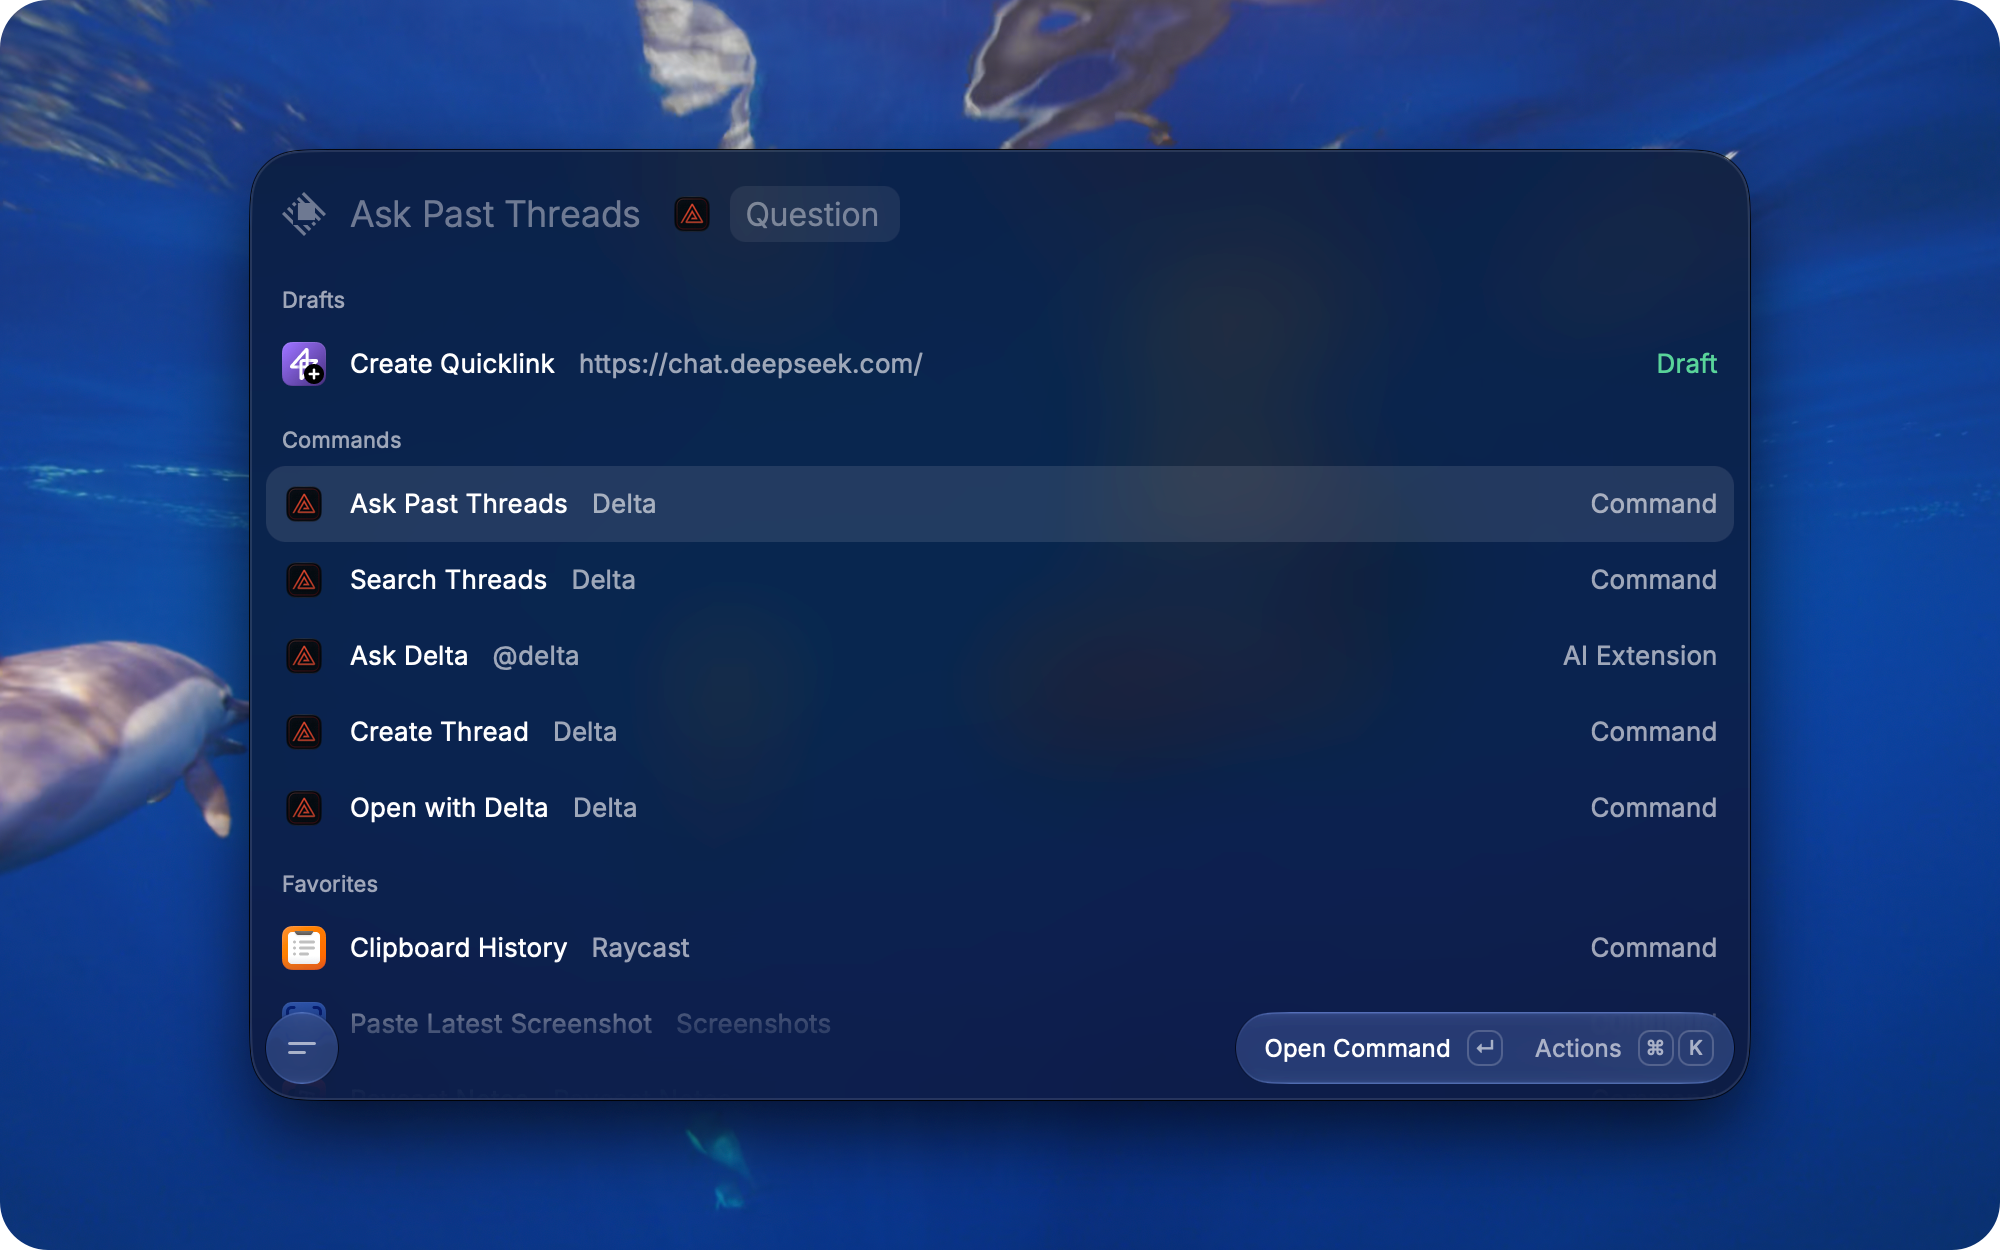 Ask Past Threads Question
Drafts
Create Quicklink https://chat.deepseek.com/ Draft
Commands
Ask Past Threads Delta Command
Search Threads Delta Command
Ask Delta @delta AI Extension
Create Thread Delta Command
Open with Delta Delta Command
Favorites
Clipboard History Raycast Command
Paste Latest Screenshot Screenshots
Open Command ↵ Actions ⌘ K